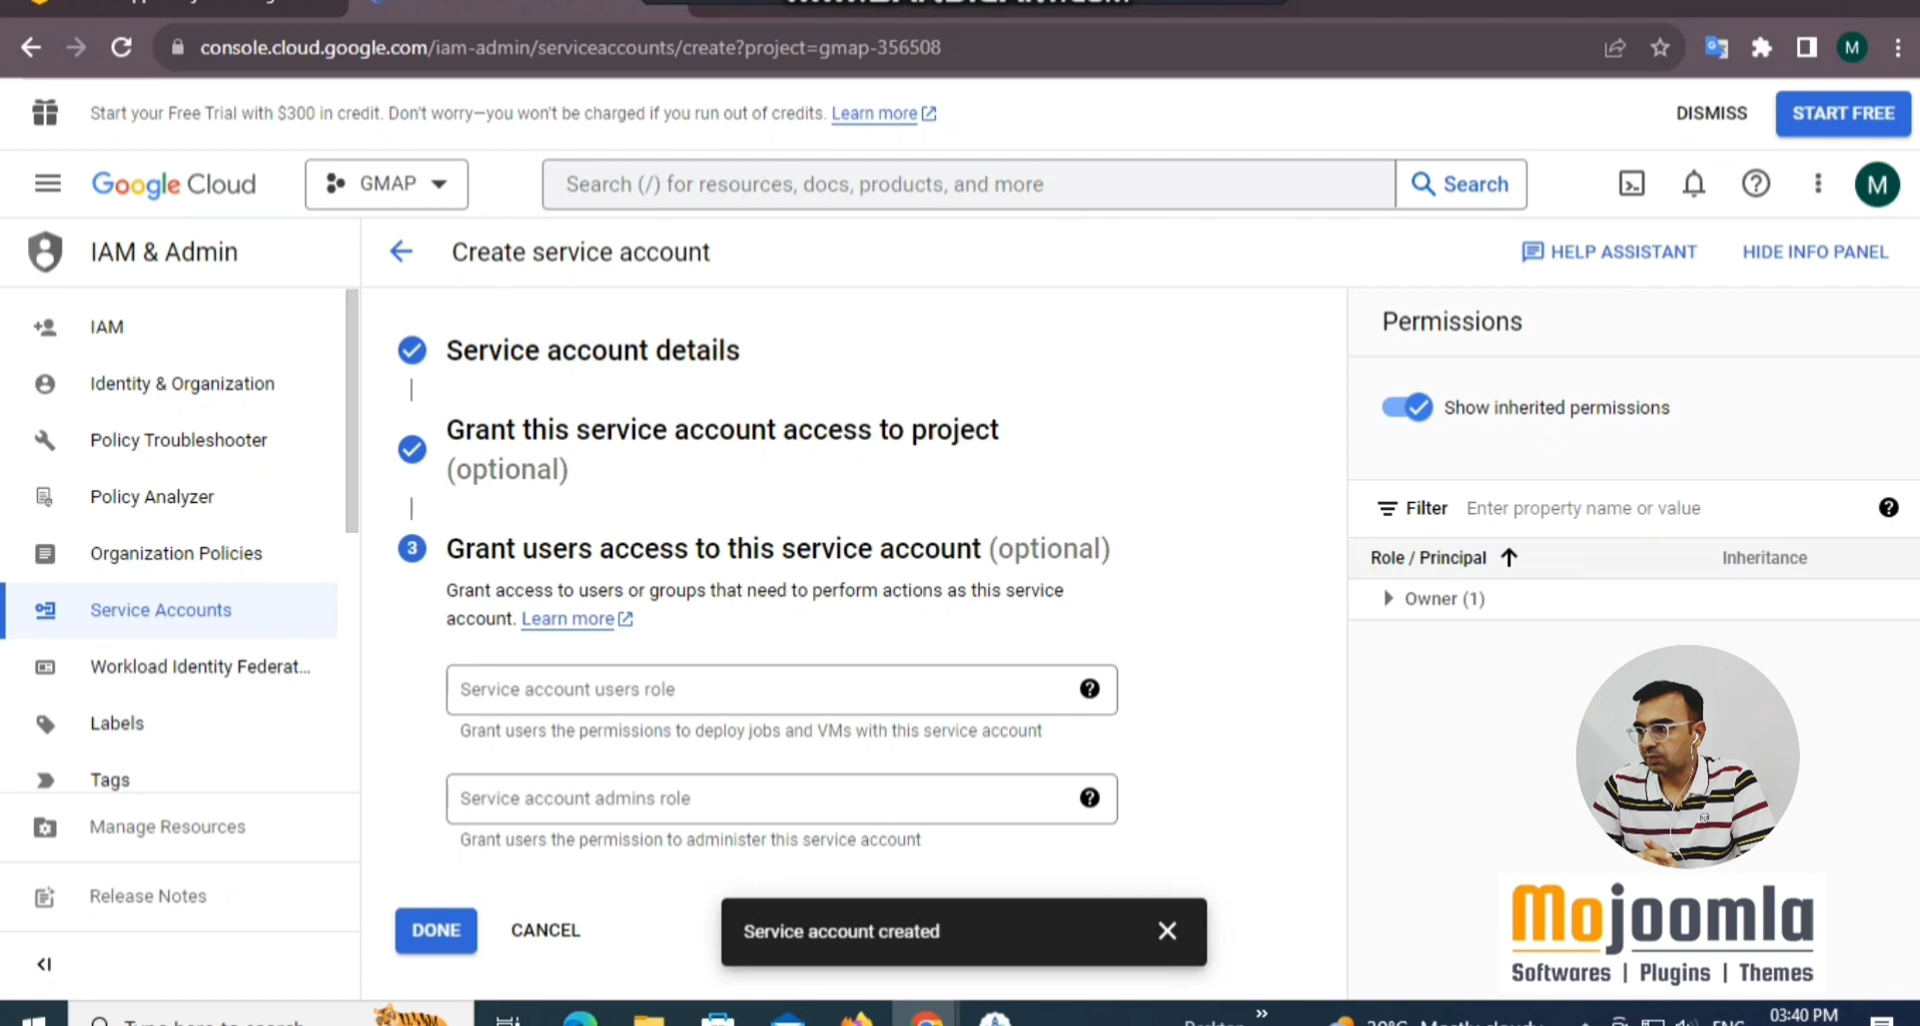 console.cloud.google.com/iam-admin/serviceaccounts/create?project=gmap-356508
M
Start your Free Trial with $300 in credit. Don't worry—you won't be charged if you run out of credits. Learn more
DISMISS
START FREE
Google Cloud
GMAP
Search (/) for resources, docs, products, and more
Search
M
IAM & Admin
Create service account
HELP ASSISTANT
HIDE INFO PANEL
IAM
Identity & Organization
Policy Troubleshooter
Policy Analyzer
Organization Policies
Service Accounts
Workload Identity Federat...
Labels
Tags
Manage Resources
Release Notes
Service account details
Grant this service account access to project
(optional)
3
Grant users access to this service account (optional)
Grant access to users or groups that need to perform actions as this service
account. Learn more
Service account users role
Grant users the permissions to deploy jobs and VMs with this service account
Service account admins role
Grant users the permission to administer this service account
DONE
CANCEL
Service account created
Permissions
Show inherited permissions
Filter
Enter property name or value
Role / Principal
Inheritance
Owner (1)
Mojoomla
Softwares | Plugins | Themes
Type here to search
03:40 PM